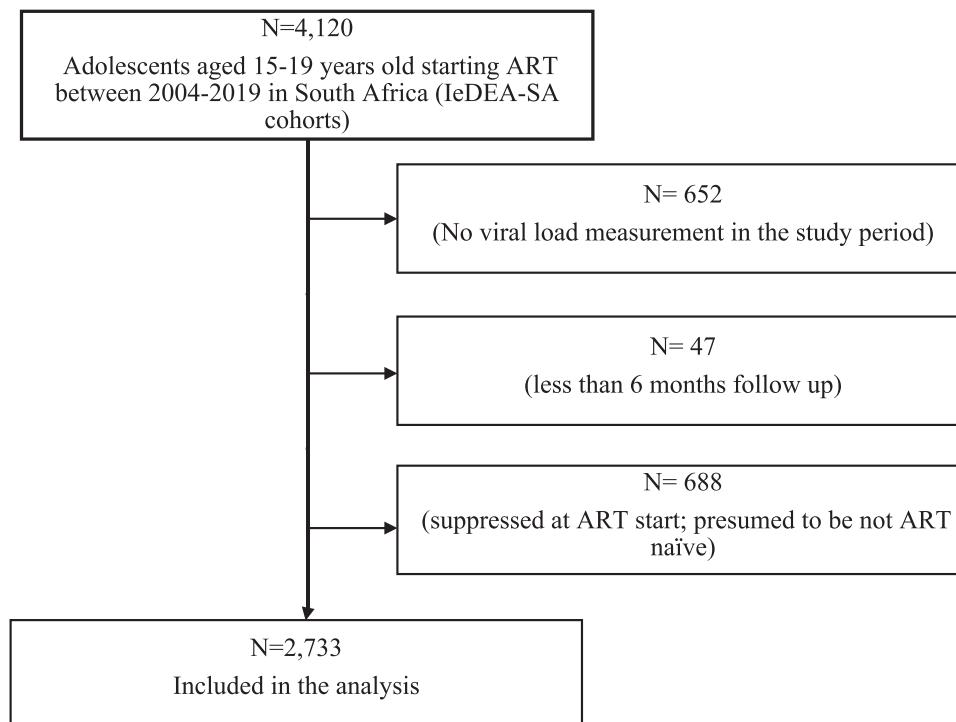 N=4,120
Adolescents aged 15-19 years old starting ART
between 2004-2019 in South Africa (IeDEA-SA
cohorts)
N= 652
(No viral load measurement in the study period)
N= 47
(less than 6 months follow up)
N= 688
(suppressed at ART start; presumed to be not ART
naïve)
N=2,733
Included in the analysis